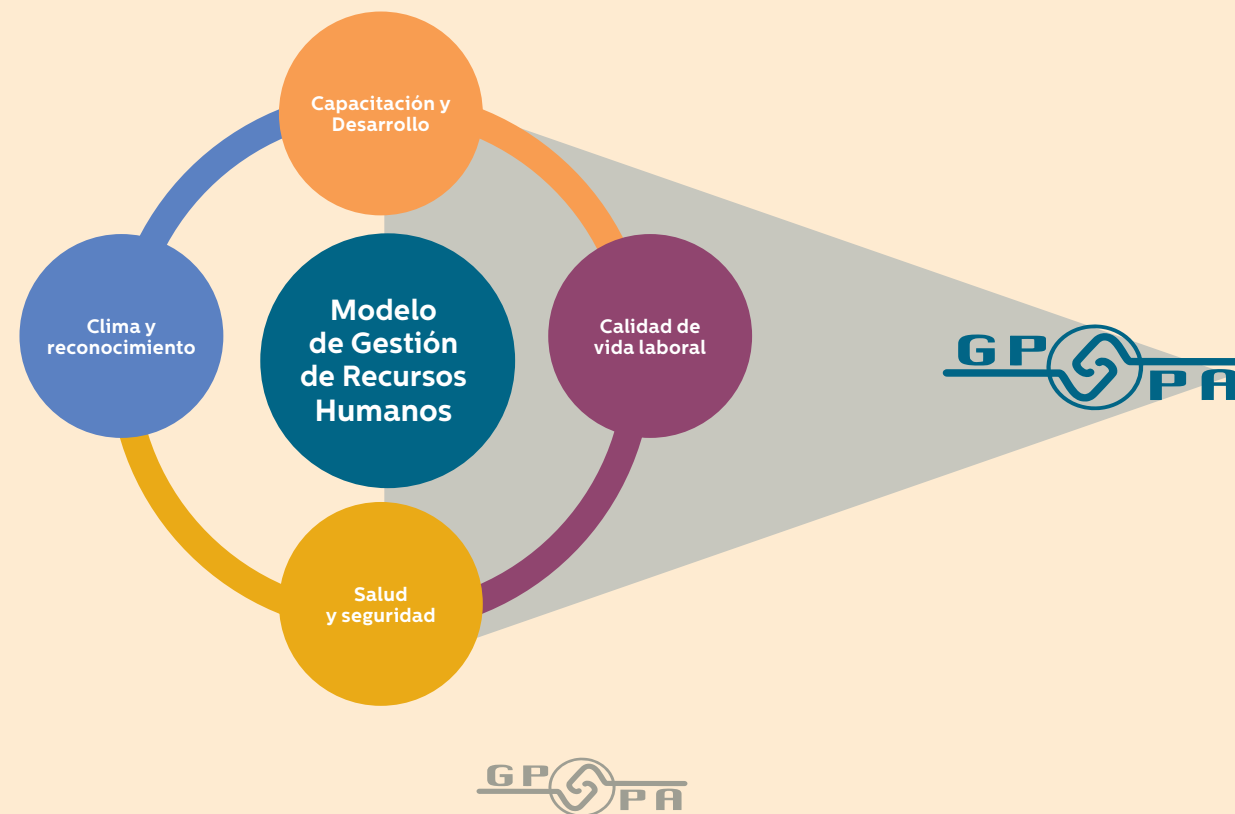 Capacitación y
Desarrollo
Clima y
reconocimiento
Modelo
de Gestión
de Recursos
Humanos
Calidad de
vida laboral
Salud
y seguridad
GP
PA
GP
PA